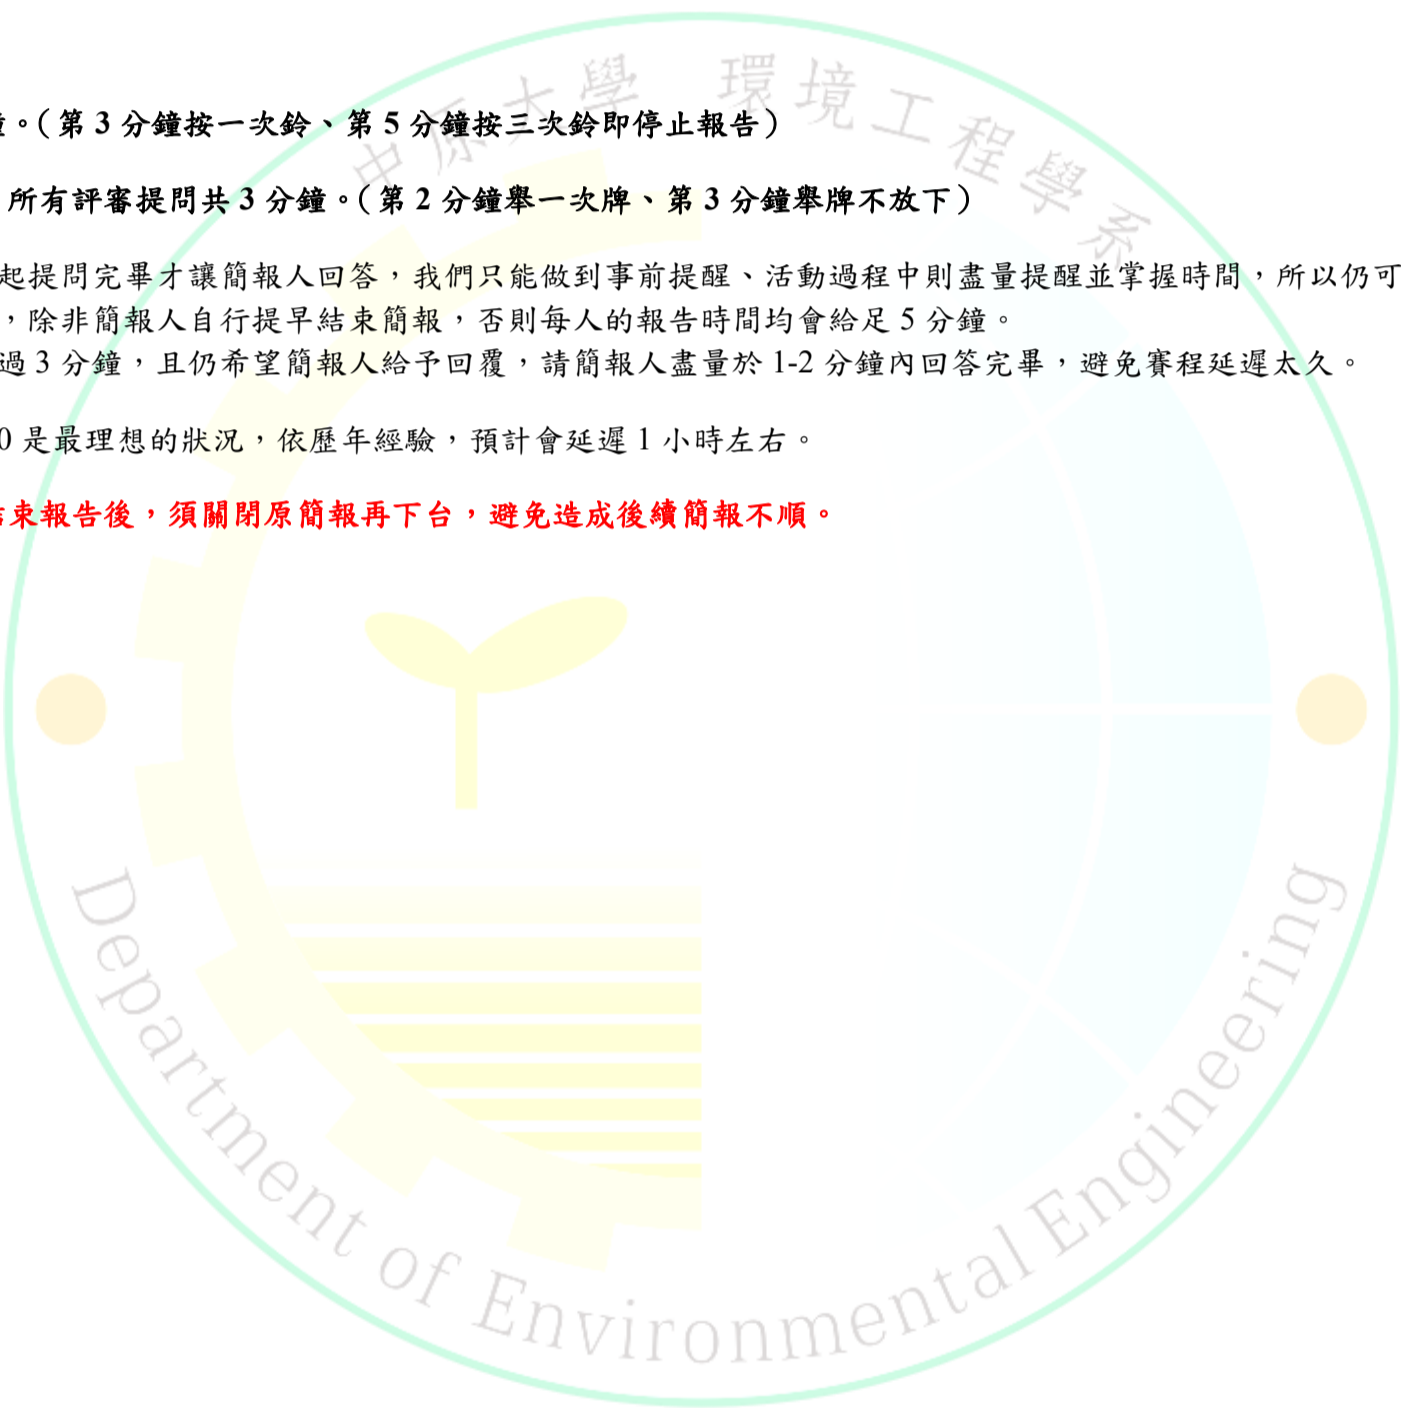 中原大學 環境工程學系
。(第 3 分鐘按一次鈴、第 5 分鐘按三次鈴即停止報告)
所有評審提問共 3 分鐘。(第 2 分鐘舉一次牌、第 3 分鐘舉牌不放下)
起提問完畢才讓簡報人回答,我們只能做到事前提醒、活動過程中則盡量提醒並掌握時間,所以仍可
,除非簡報人自行提早結束簡報,否則每人的報告時間均會給足 5 分鐘。
過 3 分鐘,且仍希望簡報人給予回覆,請簡報人盡量於 1-2 分鐘內回答完畢,避免賽程延遲太久。
0 是最理想的狀況,依歷年經驗,預計會延遲 1 小時左右。
結束報告後,須關閉原簡報再下台,避免造成後續簡報不順。
Department of Environmental Engineering